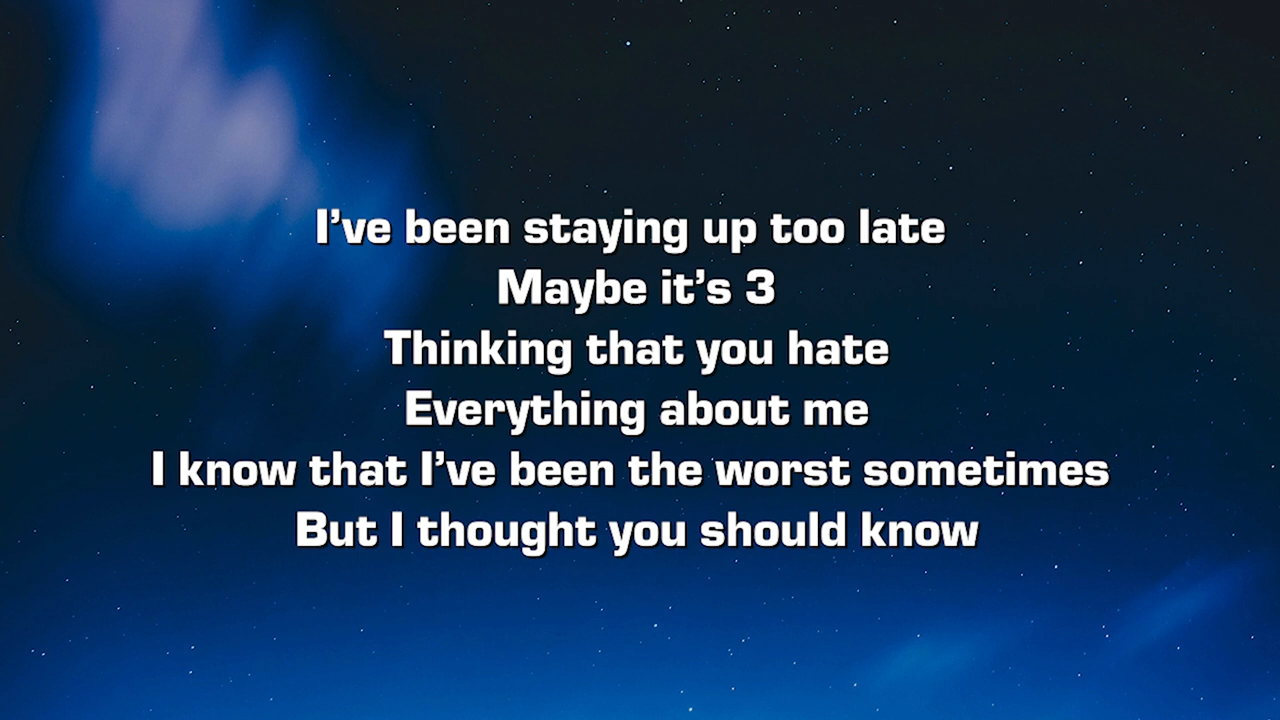 I’ve been staying up too late
Maybe it’s 3
Thinking that you hate
Everything about me
I know that I’ve been the worst sometimes
But I thought you should know